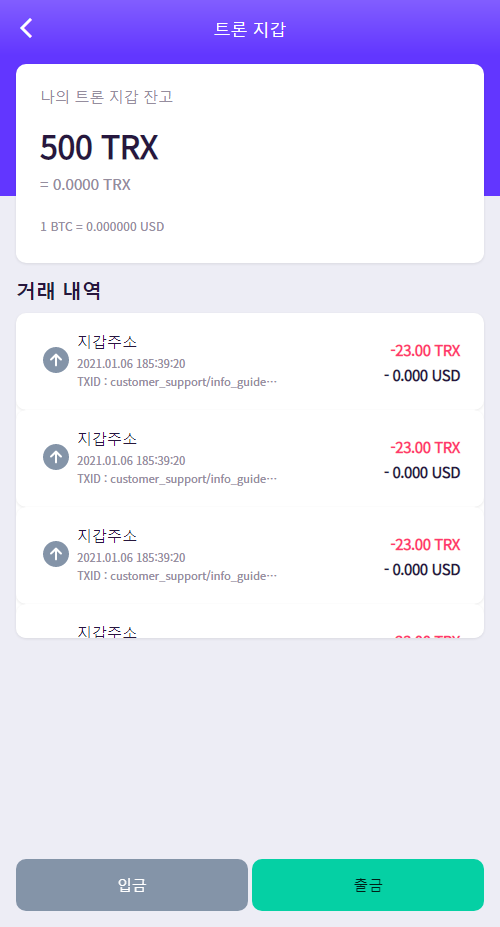 트론 지갑
나의 트론 지갑 잔고
500 TRX
= 0.0000 TRX
1 BTC = 0.000000 USD
거래 내역
지갑주소
2021.01.06 185:39:20
TXID : customer_support/info_guide…
-23.00 TRX
- 0.000 USD
지갑주소
2021.01.06 185:39:20
TXID : customer_support/info_guide…
-23.00 TRX
- 0.000 USD
지갑주소
2021.01.06 185:39:20
TXID : customer_support/info_guide…
-23.00 TRX
- 0.000 USD
지갑주소
-23.00 TRX
입금
출금